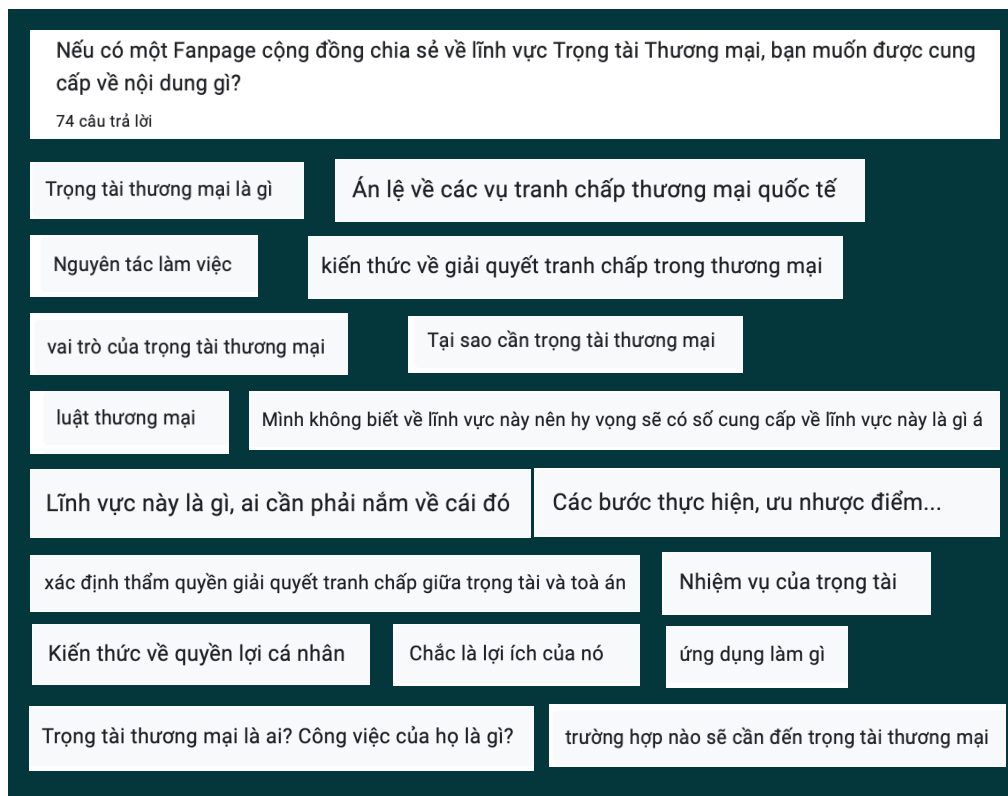 Nếu có một Fanpage cộng đồng chia sẻ về lĩnh vực Trọng tài Thương mại, bạn muốn được cung
cấp về nội dung gì?
74 câu trả lời
Trọng tài thương mại là gì
Án lệ về các vụ tranh chấp thương mại quốc tế
Nguyên tác làm việc
kiến thức về giải quyết tranh chấp trong thương mại
vai trò của trọng tài thương mại
Tại sao cần trọng tài thương mại
luật thương mại
Mình không biết về lĩnh vực này nên hy vọng sẽ có số cung cấp về lĩnh vực này là gì á
Lĩnh vực này là gì, ai cần phải nắm về cái đó
Các bước thực hiện, ưu nhược điểm...
xác định thẩm quyền giải quyết tranh chấp giữa trọng tài và toà án
Nhiệm vụ của trọng tài
Kiến thức về quyền lợi cá nhân
Chắc là lợi ích của nó
ứng dụng làm gì
Trọng tài thương mại là ai? Công việc của họ là gì?
trường hợp nào sẽ cần đến trọng tài thương mại